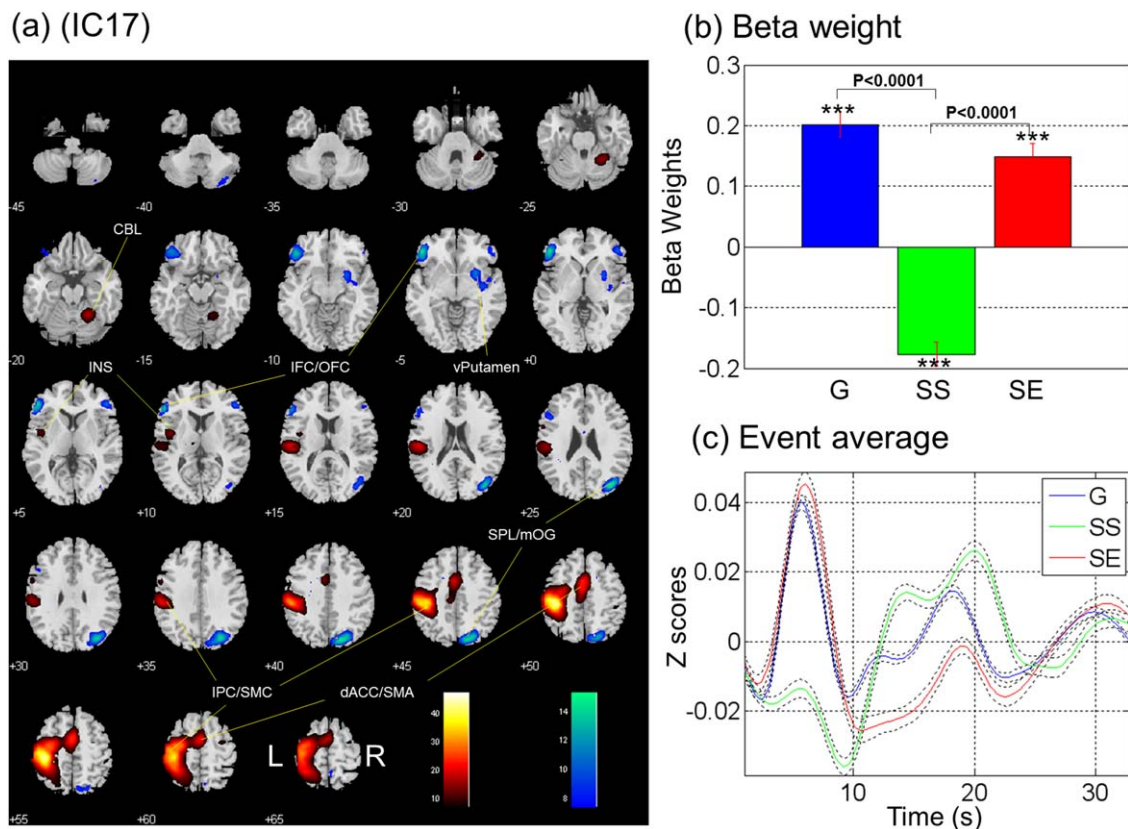 (a) (IC17)
-45 -40 -35 -30 -25
CBL
-20 -15 -10 -5 +0
INS IFC/OFC vPutamen
+5 +10 +15 +20 +25
SPL/mOG
+30 +35 +40 +45 +50
IPC/SMC dACC/SMA
L R
40
30
20
10
14
12
10
8
+55 +60 +65
(b) Beta weight
0.3
0.2
0.1
0
-0.1
-0.2
Beta Weights
P<0.0001
P<0.0001
***
***
***
G SS SE
(c) Event average
0.04
0.02
0
-0.02
Z scores
G
SS
SE
10 20 30
Time (s)